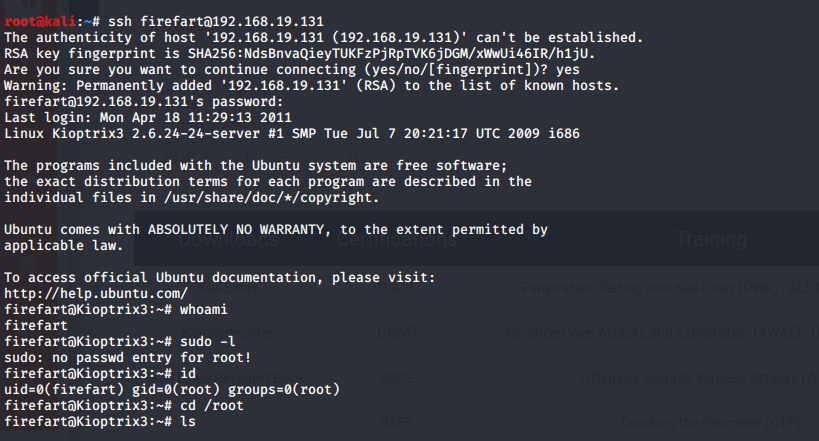 root@kali:~# ssh firefart@192.168.19.131
The authenticity of host '192.168.19.131 (192.168.19.131)' can't be established.
RSA key fingerprint is SHA256:NdsBnvaQieyTUKFzPjRpTVK6jDGM/xWwUi46IR/h1jU.
Are you sure you want to continue connecting (yes/no/[fingerprint])? yes
Warning: Permanently added '192.168.19.131' (RSA) to the list of known hosts.
firefart@192.168.19.131's password:
Last login: Mon Apr 18 11:29:13 2011
Linux Kioptrix3 2.6.24-24-server #1 SMP Tue Jul 7 20:21:17 UTC 2009 i686
The programs included with the Ubuntu system are free software;
the exact distribution terms for each program are described in the
individual files in /usr/share/doc/*/copyright.
Ubuntu comes with ABSOLUTELY NO WARRANTY, to the extent permitted by
applicable law.
Downloads Certifications Training
To access official Ubuntu documentation, please visit:
http://help.ubuntu.com/
Kali Linux OSCP Penetration Testing with Kali Linux (PWK) - ALL
firefart@Kioptrix3:~# whoami
firefart
Kali NetHunter OSWP Advanced Web Attacks and Exploitation (AWAE) -
firefart@Kioptrix3:~# sudo -l
sudo: no passwd entry for root!
firefart@Kioptrix3:~# id
Book OSCE Offensive Security Wireless Attacks
uid=0(firefart) gid=0(root) groups=0(root)
firefart@Kioptrix3:~# cd /root
firefart@Kioptrix3:~# ls
OSEE Cracking the Perimeter (CTP)